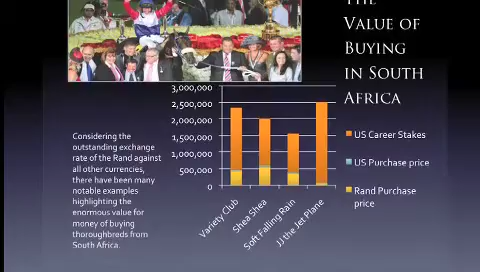 THE
VALUE OF
BUYING
IN SOUTH
AFRICA
3,000,000
2,500,000
2,000,000
1,500,000
1,000,000
500,000
0
Variety Club
Shea Shea
Soft Falling Rain
JJ the Jet Plane
US Career Stakes
US Purchase price
Rand Purchase
price
Considering the
outstanding exchange
rate of the Rand against
all other currencies,
there have been many
notable examples
highlighting the
enormous value for
money of buying
thoroughbreds from
South Africa.